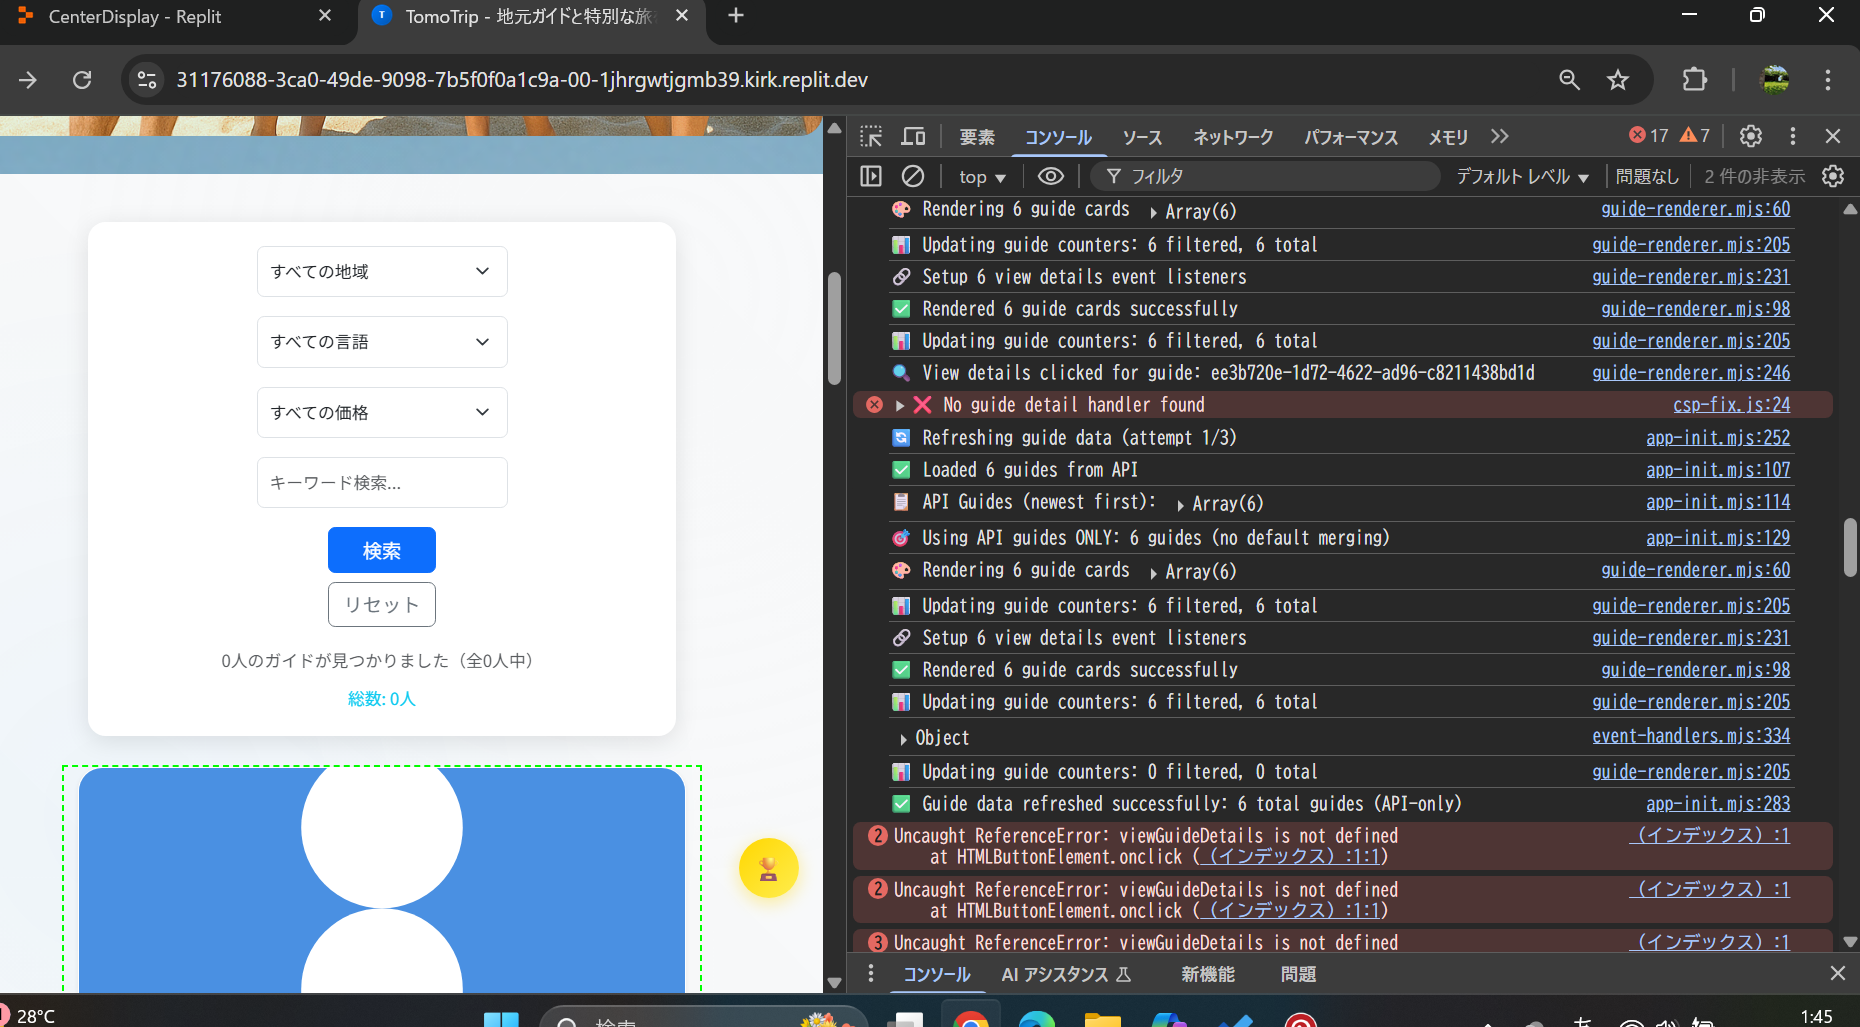 CenterDisplay - Replit
TomoTrip - 地元ガイドと特別な旅
31176088-3ca0-49de-9098-7b5f0f0a1c9a-00-1jhrgwtjgmb39.kirk.replit.dev
すべての地域
すべての言語
すべての価格
キーワード検索...
検索
リセット
0人のガイドが見つかりました（全0人中）
総数: 0人
要素 コンソール ソース ネットワーク パフォーマンス メモリ 17 7
top フィルタ デフォルト レベル 問題なし 2 件の非表示
🎨 Rendering 6 guide cards ▶ Array(6) guide-renderer.mjs:60
📊 Updating guide counters: 6 filtered, 6 total guide-renderer.mjs:205
🔗 Setup 6 view details event listeners guide-renderer.mjs:231
✅ Rendered 6 guide cards successfully guide-renderer.mjs:98
📊 Updating guide counters: 6 filtered, 6 total guide-renderer.mjs:205
🔍 View details clicked for guide: ee3b720e-1d72-4622-ad96-c8211438bd1d guide-renderer.mjs:246
▶ ❌ No guide detail handler found csp-fix.js:24
🔄 Refreshing guide data (attempt 1/3) app-init.mjs:252
✅ Loaded 6 guides from API app-init.mjs:107
📋 API Guides (newest first): ▶ Array(6) app-init.mjs:114
🎯 Using API guides ONLY: 6 guides (no default merging) app-init.mjs:129
🎨 Rendering 6 guide cards ▶ Array(6) guide-renderer.mjs:60
📊 Updating guide counters: 6 filtered, 6 total guide-renderer.mjs:205
🔗 Setup 6 view details event listeners guide-renderer.mjs:231
✅ Rendered 6 guide cards successfully guide-renderer.mjs:98
📊 Updating guide counters: 6 filtered, 6 total guide-renderer.mjs:205
▶ Object event-handlers.mjs:334
📊 Updating guide counters: 0 filtered, 0 total guide-renderer.mjs:205
✅ Guide data refreshed successfully: 6 total guides (API-only) app-init.mjs:283
2 Uncaught ReferenceError: viewGuideDetails is not defined （インデックス）:1
at HTMLButtonElement.onclick (（インデックス）:1:1)
2 Uncaught ReferenceError: viewGuideDetails is not defined （インデックス）:1
at HTMLButtonElement.onclick (（インデックス）:1:1)
3 Uncaught ReferenceError: viewGuideDetails is not defined （インデックス）:1
コンソール AI アシスタンス 新機能 問題
28°C
検索
あ
1:45